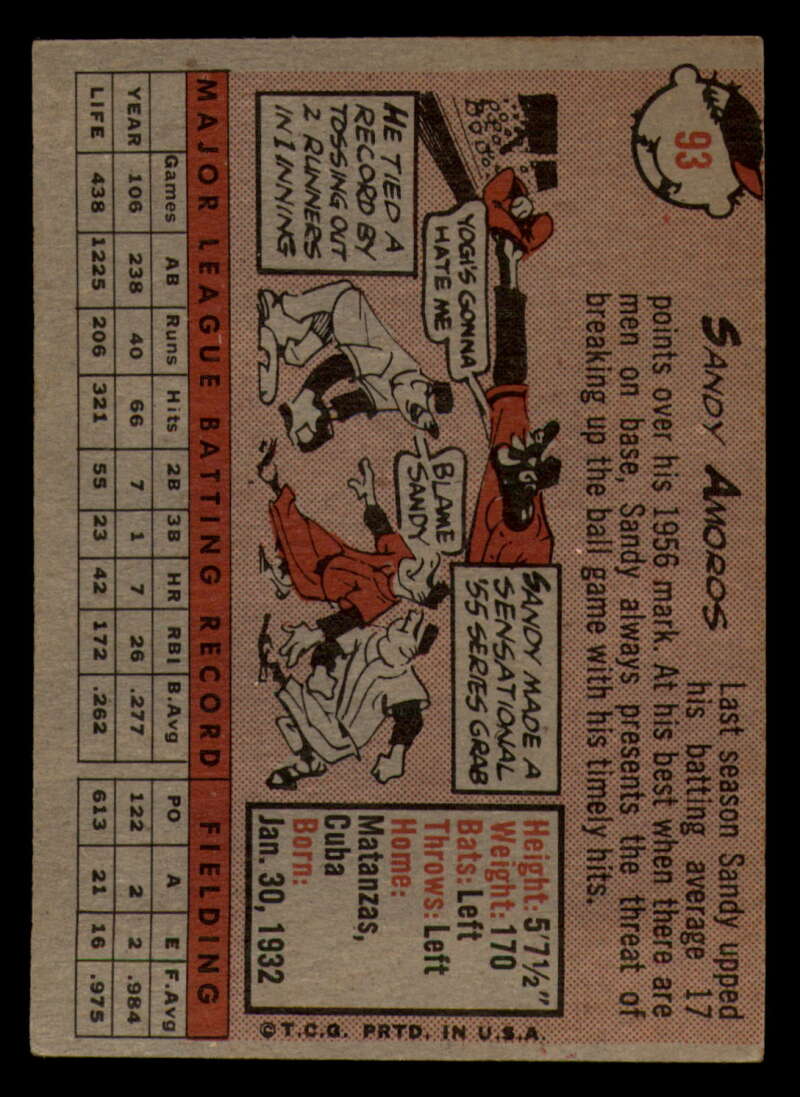 93
SANDY AMOROS
Last season Sandy upped
his batting average 17
points over his 1956 mark. At his best when there are
men on base, Sandy always presents the threat of
breaking up the ball game with his timely hits.
HE TIED A
RECORD BY
TOSSING OUT
2 RUNNERS
IN 1 INNING
YOGI'S GONNA
HATE ME
BLAME
SANDY
SANDY MADE A
SENSATIONAL
'55 SERIES GRAB
Height: 5'7½"
Weight: 170
Bats: Left
Throws: Left
Home:
Matanzas,
Cuba
Born:
Jan. 30, 1932
©T.C.G. PRTD. IN U.S.A.
MAJOR LEAGUE BATTING RECORD FIELDING
Games AB Runs Hits 2B 3B HR RBI B.Avg PO A E F.Avg
YEAR 106 238 40 66 7 1 7 26 .277 122 2 2 .984
LIFE 438 1225 206 321 55 23 42 172 .262 613 21 16 .975